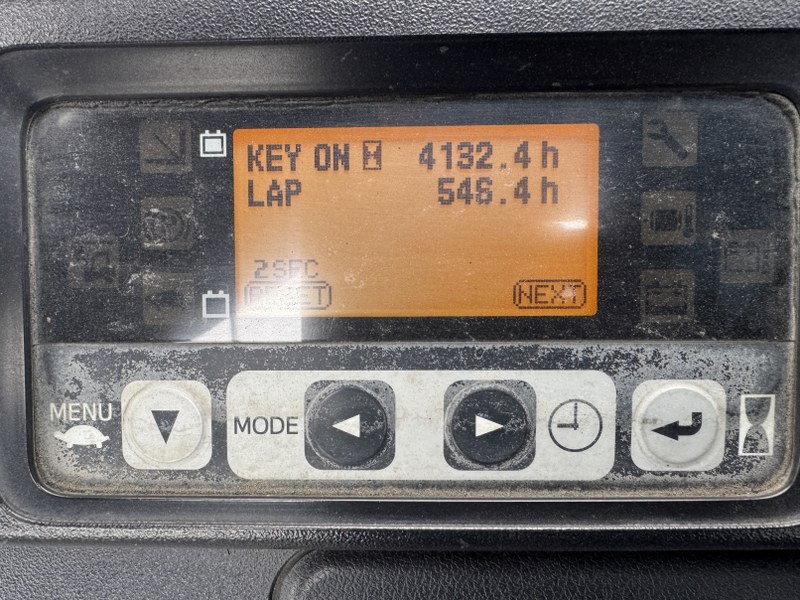 KEY ON H 4132.4 h
LAP 546.4 h
2SEC
RESET NEXT
MENU MODE